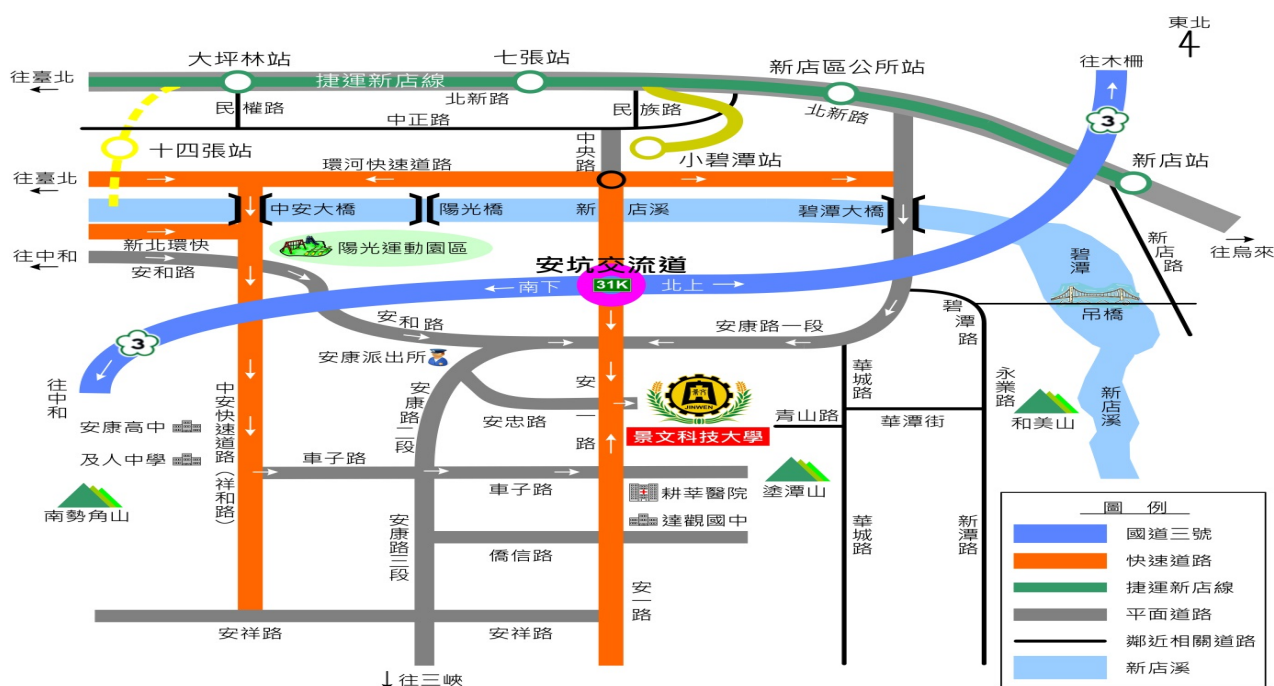 東北
4
大坪林站
七張站
新店區公所站
往木柵
往臺北
捷運新店線
北新路
民權路
民族路
北新路
3
中正路
中央路
十四張站
小碧潭站
新店站
環河快速道路
往臺北
中安大橋
陽光橋
新店溪
碧潭大橋
往烏來
新北環快
陽光運動園區
碧潭
新店路
往中和
安和路
安坑交流道
31K
南下
北上
吊橋
碧潭路
安和路
安康路一段
3
安康派出所
往中和
中安快速道路(祥和路)
安康路二段
安一路
JINWEN
景文科技大學
華城路
永業路
新店溪
安忠路
青山路
華潭街
和美山
安康高中
及人中學
車子路
車子路
南勢角山
耕莘醫院
塗潭山
達觀國中
安康路三段
僑信路
華城路
新潭路
安一路
安祥路
安祥路
往三峽
圖 例
國道三號
快速道路
捷運新店線
平面道路
鄰近相關道路
新店溪